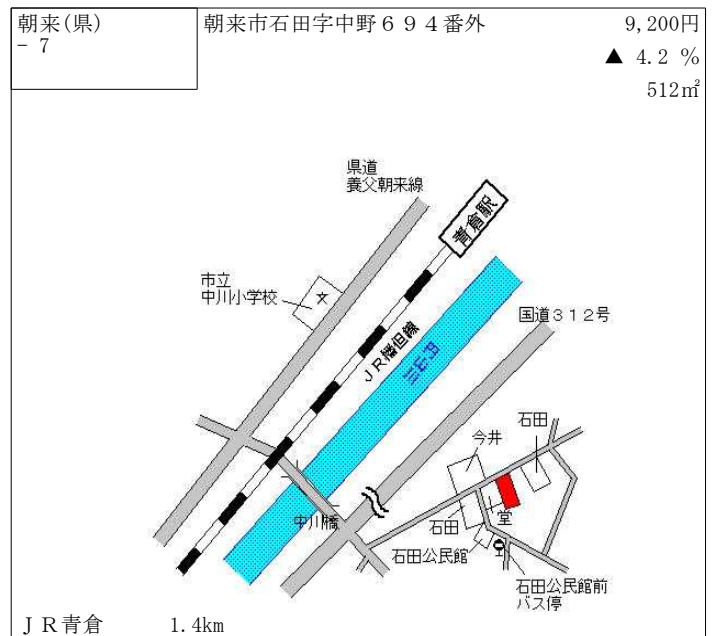 朝来(県) 朝来市石田字中野694番外 9,200円
- 7
▲ 4.2 %
512㎡
県道
養父朝来線
青倉駅
市立
中川小学校
文
国道312号
JR播但線
円山川
石田
今井
堂
石田
中川橋
石田公民館
石田公民館前
バス停
JR青倉 1.4km